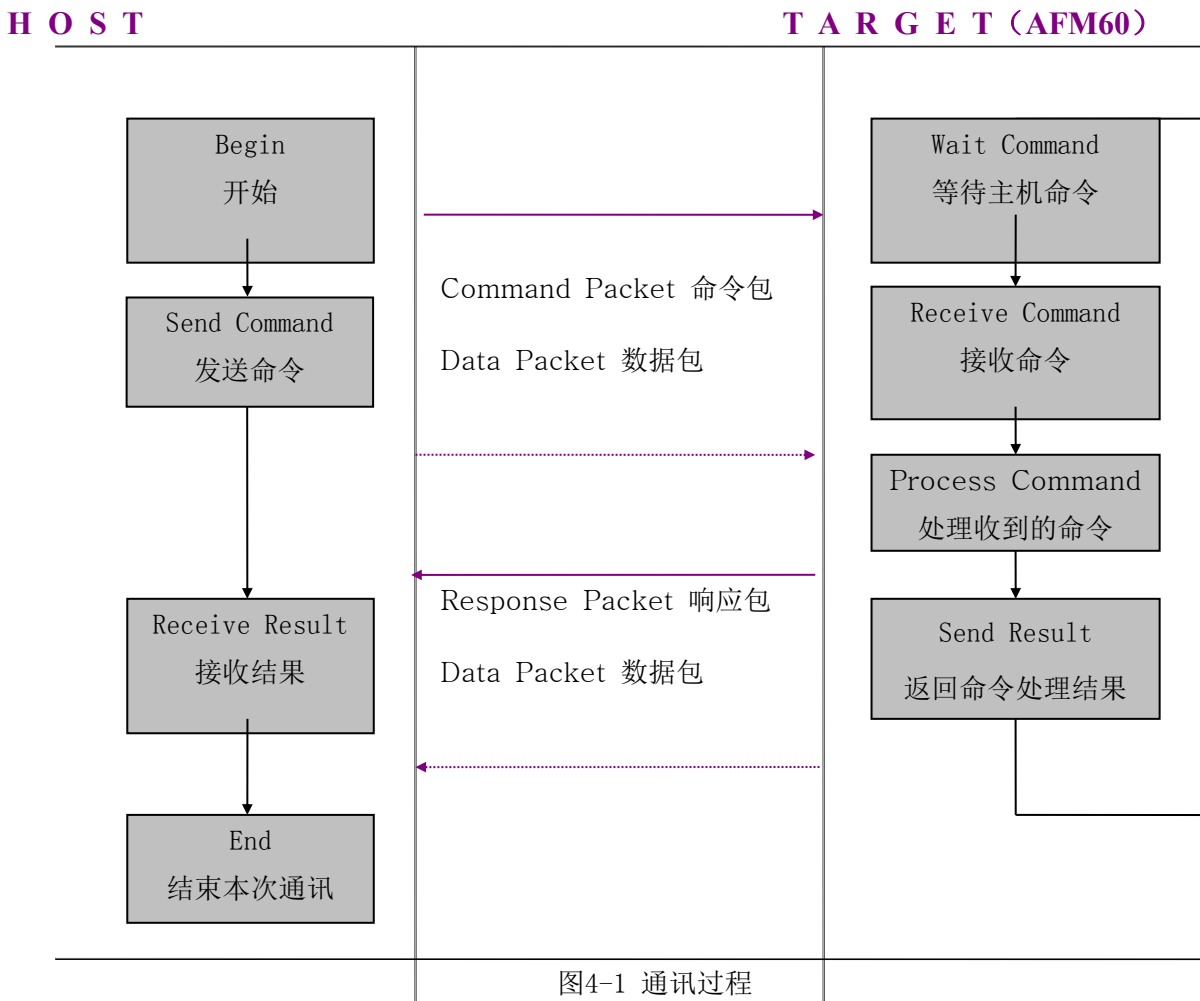 H O S T
T A R G E T（AFM60）
Begin
开始
Send Command
发送命令
Receive Result
接收结果
End
结束本次通讯
Command Packet 命令包
Data Packet 数据包
Response Packet 响应包
Data Packet 数据包
Wait Command
等待主机命令
Receive Command
接收命令
Process Command
处理收到的命令
Send Result
返回命令处理结果
图4-1 通讯过程